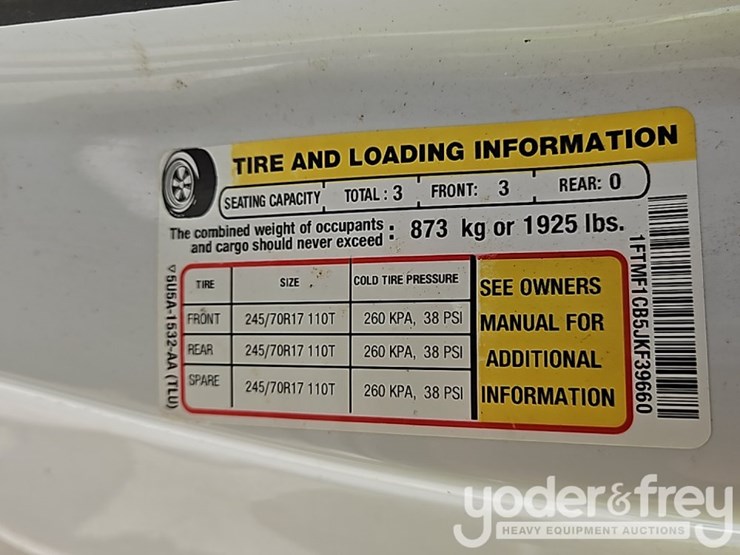 TIRE AND LOADING INFORMATION
SEATING CAPACITY TOTAL : 3 FRONT: 3 REAR: 0
The combined weight of occupants and cargo should never exceed : 873 kg or 1925 lbs.
TIRE SIZE COLD TIRE PRESSURE
FRONT 245/70R17 110T 260 KPA, 38 PSI
REAR 245/70R17 110T 260 KPA, 38 PSI
SPARE 245/70R17 110T 260 KPA, 38 PSI
SEE OWNERS
MANUAL FOR
ADDITIONAL
INFORMATION
5U5A-1532-AA (TLU)
1FTMF1CB5JKF39660
yoder&frey
HEAVY EQUIPMENT AUCTIONS